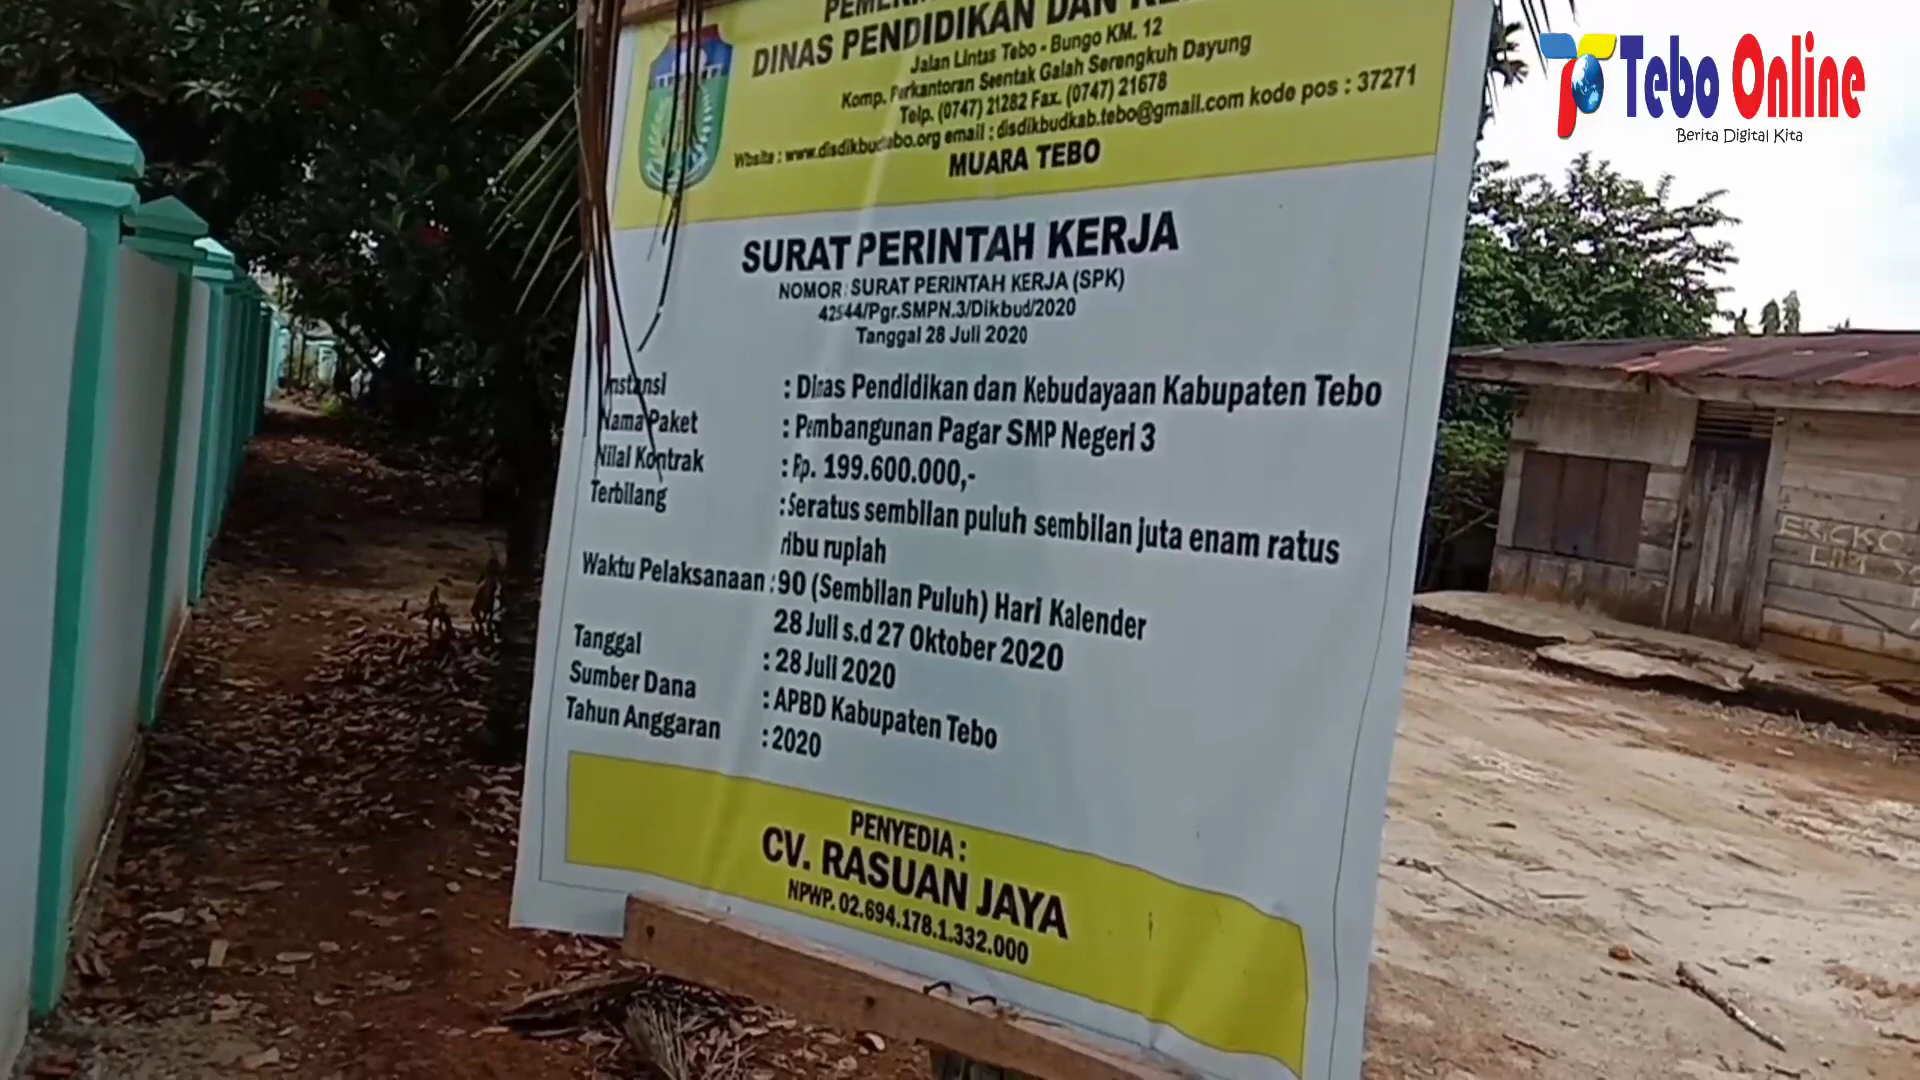 DINAS PENDIDIKAN DAN
Jalan Lintas Tebo - Bungo KM. 12
Komp. Perkantoran Seentak Galah Serengkuh Dayung
Telp. (0747) 21282 Fax. (0747) 21678
Wbsite : www.disdikbudtebo.org email : disdikbudkab.tebo@gmail.com kode pos : 37271
MUARA TEBO
SURAT PERINTAH KERJA
NOMOR : SURAT PERINTAH KERJA (SPK)
/Pgr.SMPN.3/Dikbud/2020
Tanggal 28 Juli 2020
Instansi : Dinas Pendidikan dan Kebudayaan Kabupaten Tebo
Nama Paket : Pembangunan Pagar SMP Negeri 3
Nilai Kontrak : Rp. 199.600.000,-
Terbilang : Seratus sembilan puluh sembilan juta enam ratus
ribu rupiah
Waktu Pelaksanaan : 90 (Sembilan Puluh) Hari Kalender
28 Juli s.d 27 Oktober 2020
Tanggal : 28 Juli 2020
Sumber Dana : APBD Kabupaten Tebo
Tahun Anggaran : 2020
PENYEDIA :
CV. RASUAN JAYA
NPWP. 02.694.178.1.332.000
Tebo Online
Berita Digital Kita